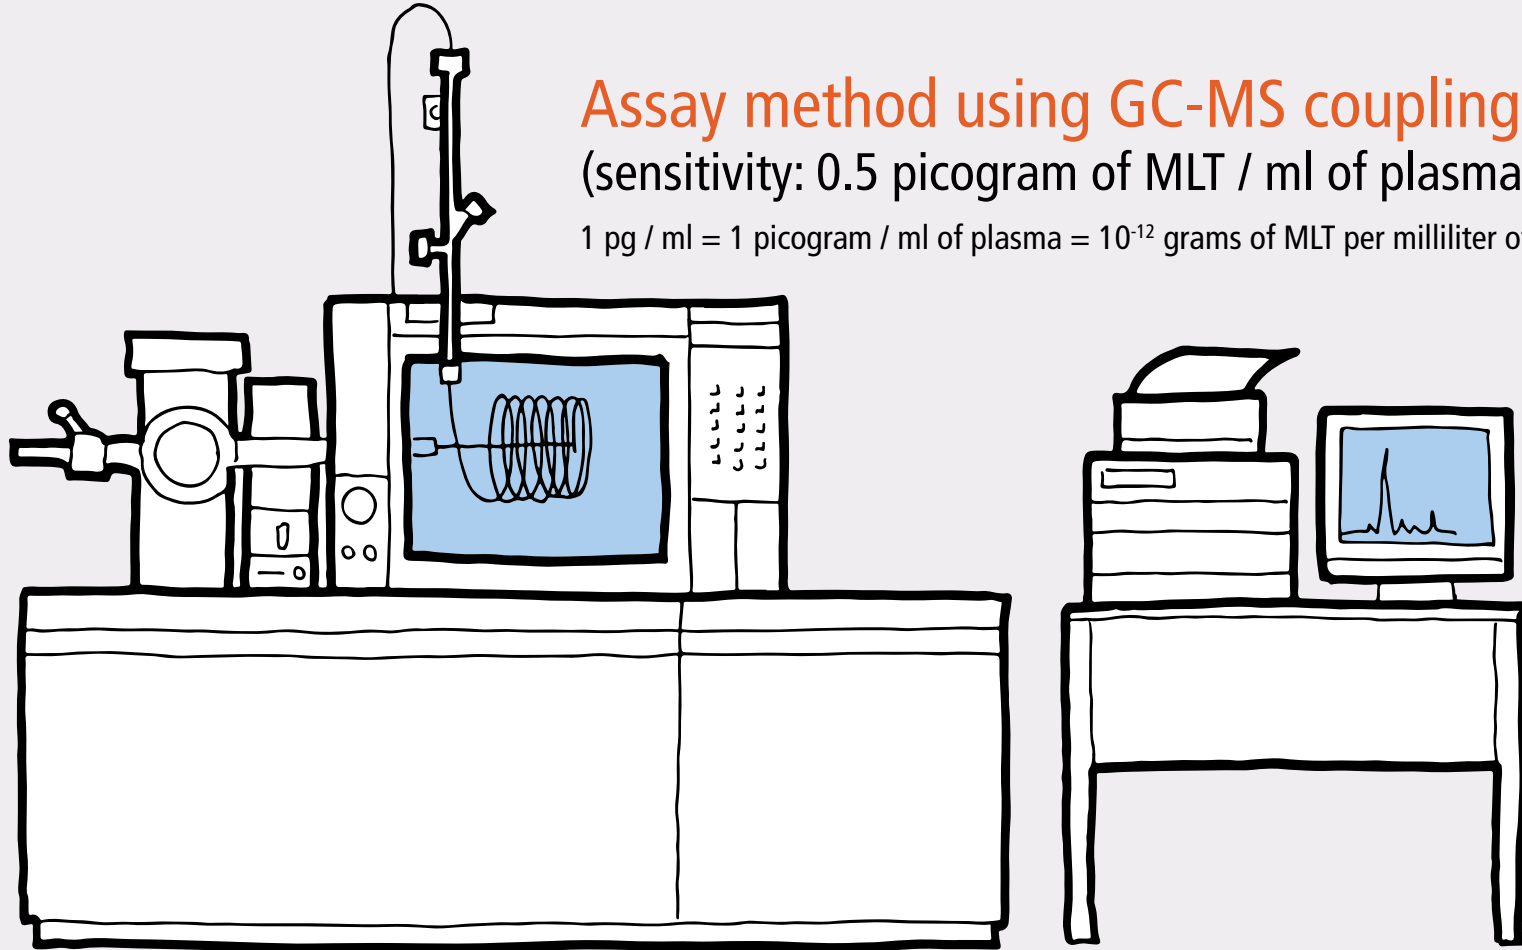 Assay method using GC-MS coupling
(sensitivity: 0.5 picogram of MLT / ml of plasma
1 pg / ml = 1 picogram / ml of plasma = 10⁻¹² grams of MLT per milliliter